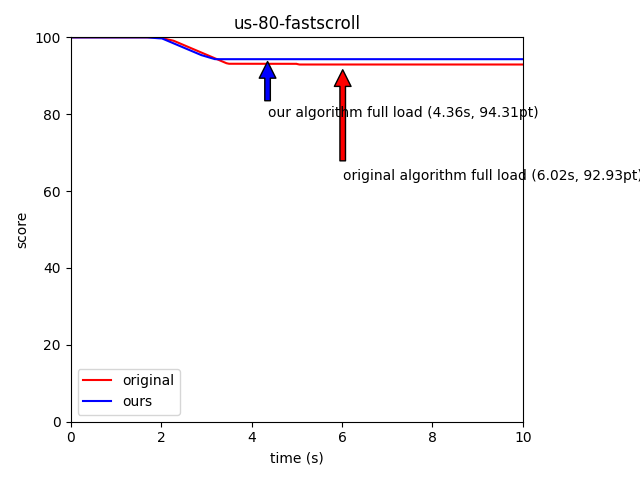 us-80-fastscroll
100
80
60
40
20
0
score
our algorithm full load (4.36s, 94.31pt)
original algorithm full load (6.02s, 92.93pt)
original
ours
0 2 4 6 8 10
time (s)